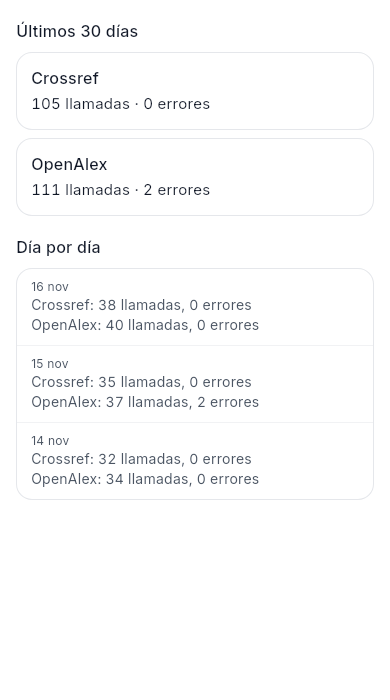 Últimos 30 días
Crossref
105 llamadas · 0 errores
OpenAlex
111 llamadas · 2 errores
Día por día
16 nov
Crossref: 38 llamadas, 0 errores
OpenAlex: 40 llamadas, 0 errores
15 nov
Crossref: 35 llamadas, 0 errores
OpenAlex: 37 llamadas, 2 errores
14 nov
Crossref: 32 llamadas, 0 errores
OpenAlex: 34 llamadas, 0 errores